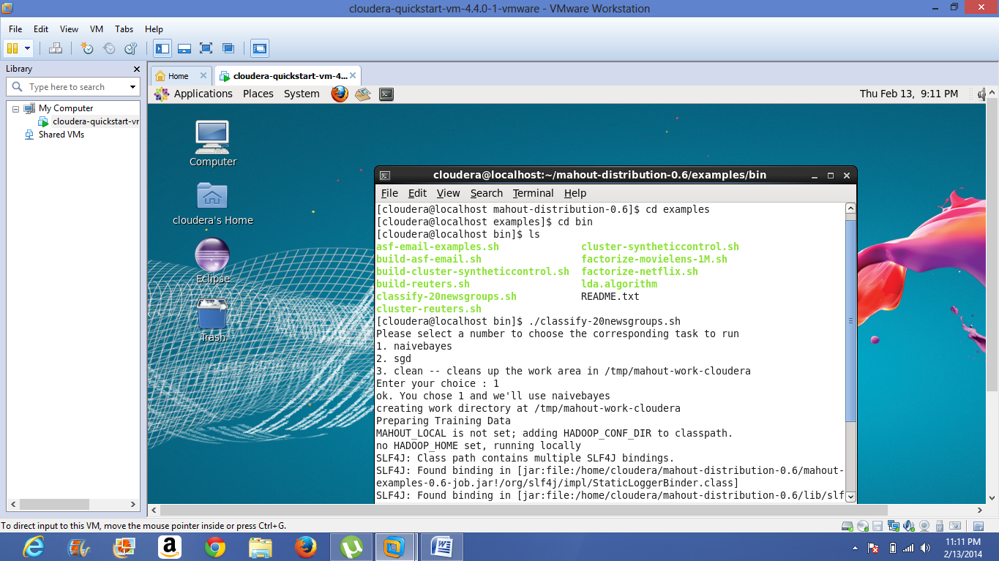 cloudera-quickstart-vm-4.4.0-1-vmware - VMware Workstation
File Edit View VM Tabs Help
Library
Type here to search
My Computer
cloudera-quickstart-vr
Shared VMs
Home
cloudera-quickstart-vm-4...
Applications Places System
Thu Feb 13, 9:11 PM
Computer
cloudera's Home
Eclipse
Trash
cloudera@localhost:~/mahout-distribution-0.6/examples/bin
File Edit View Search Terminal Help
[cloudera@localhost mahout-distribution-0.6]$ cd examples
[cloudera@localhost examples]$ cd bin
[cloudera@localhost bin]$ ls
asf-email-examples.sh cluster-syntheticcontrol.sh
build-asf-email.sh factorize-movielens-1M.sh
build-cluster-syntheticcontrol.sh factorize-netflix.sh
build-reuters.sh lda.algorithm
classify-20newsgroups.sh README.txt
cluster-reuters.sh
[cloudera@localhost bin]$ ./classify-20newsgroups.sh
Please select a number to choose the corresponding task to run
1. naivebayes
2. sgd
3. clean -- cleans up the work area in /tmp/mahout-work-cloudera
Enter your choice : 1
ok. You chose 1 and we'll use naivebayes
creating work directory at /tmp/mahout-work-cloudera
Preparing Training Data
MAHOUT_LOCAL is not set; adding HADOOP_CONF_DIR to classpath.
no HADOOP_HOME set, running locally
SLF4J: Class path contains multiple SLF4J bindings.
SLF4J: Found binding in [jar:file:/home/cloudera/mahout-distribution-0.6/mahout-
examples-0.6-job.jar!/org/slf4j/impl/StaticLoggerBinder.class]
SLF4J: Found binding in [jar:file:/home/cloudera/mahout-distribution-0.6/lib/slf
To direct input to this VM, move the mouse pointer inside or press Ctrl+G.
11:11 PM
2/13/2014